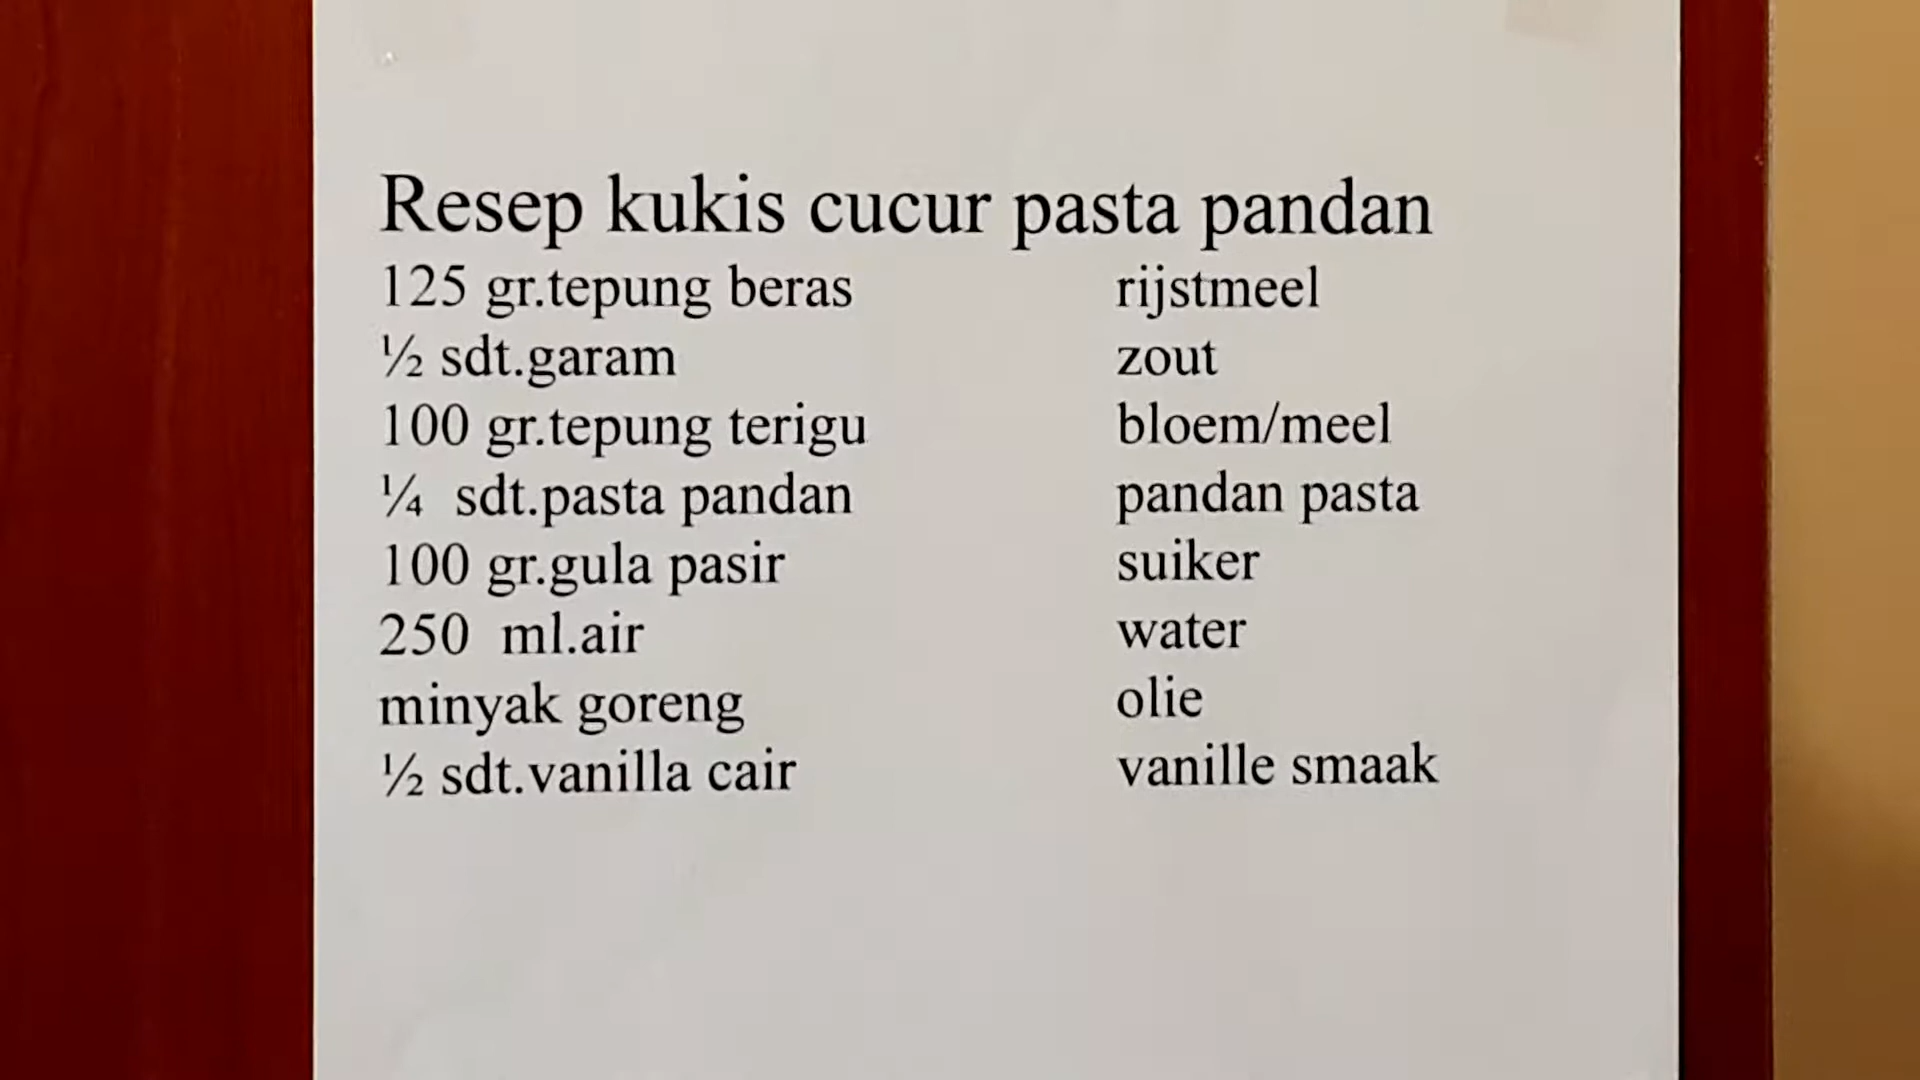 Resep kukis cucur pasta pandan
125 gr.tepung beras rijstmeel
½ sdt.garam zout
100 gr.tepung terigu bloem/meel
¼ sdt.pasta pandan pandan pasta
100 gr.gula pasir suiker
250 ml.air water
minyak goreng olie
½ sdt.vanilla cair vanille smaak